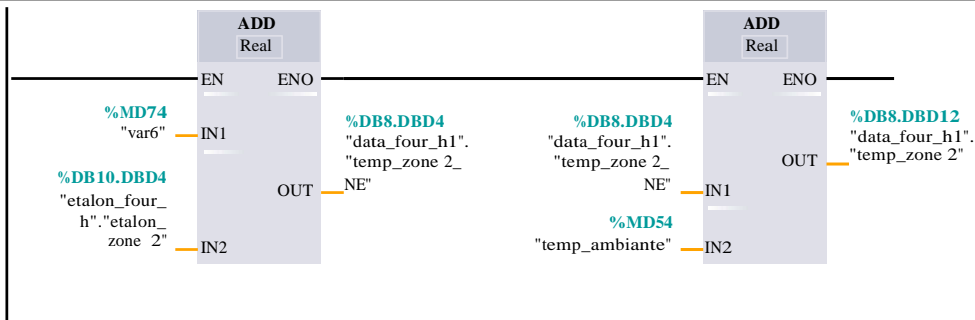 ADD
Real
EN ENO
%MD74
"var6"
IN1
%DB10.DBD4
"etalon_four_
h"."etalon_
zone 2"
IN2
OUT
%DB8.DBD4
"data_four_h1".
"temp_zone 2_
NE"
ADD
Real
EN ENO
%DB8.DBD4
"data_four_h1".
"temp_zone 2_
NE"
IN1
%MD54
"temp_ambiante"
IN2
OUT
%DB8.DBD12
"data_four_h1".
"temp_zone 2"